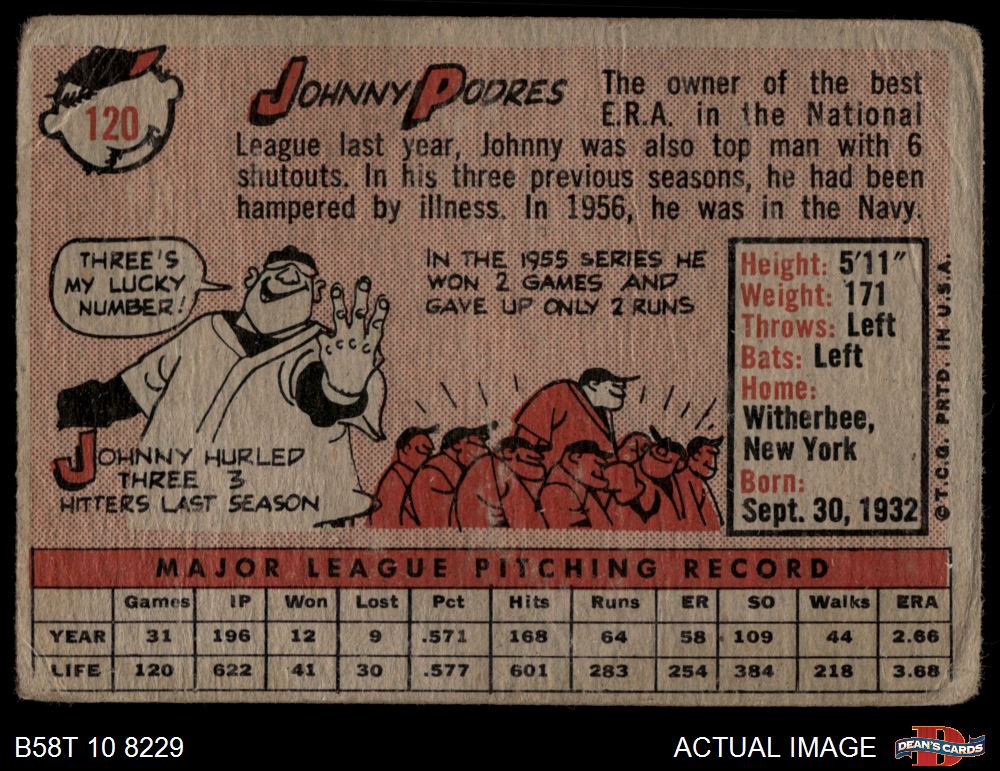 120
JOHNNY PODRES
The owner of the best
E.R.A. in the National
League last year, Johnny was also top man with 6
shutouts. In his three previous seasons, he had been
hampered by illness. In 1956, he was in the Navy.
THREE'S
MY LUCKY
NUMBER!
JOHNNY HURLED
THREE 3
HITTERS LAST SEASON
IN THE 1955 SERIES HE
WON 2 GAMES AND
GAVE UP ONLY 2 RUNS
Height: 5'11"
Weight: 171
Throws: Left
Bats: Left
Home:
Witherbee,
New York
Born:
Sept. 30, 1932
©T.C.G. PRTD. IN U.S.A.
MAJOR LEAGUE PITCHING RECORD
Games IP Won Lost Pct Hits Runs ER SO Walks ERA
YEAR 31 196 12 9 .571 168 64 58 109 44 2.66
LIFE 120 622 41 30 .577 601 283 254 384 218 3.68
B58T 10 8229
ACTUAL IMAGE
D
DEAN'S CARDS